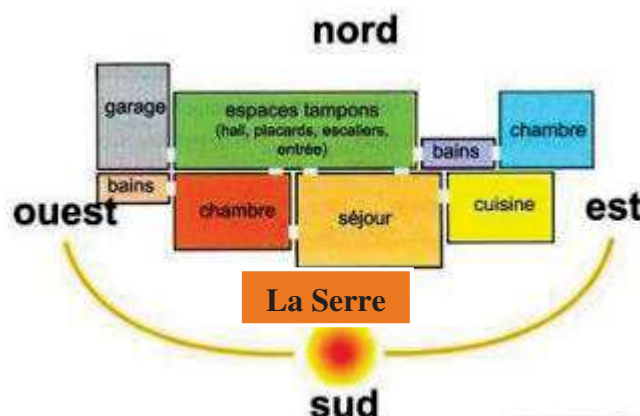 nord
garage
espaces tampons
(hall, placards, escaliers,
entrée)
bains
chambre
bains
chambre
séjour
cuisine
ouest
est
La Serre
sud